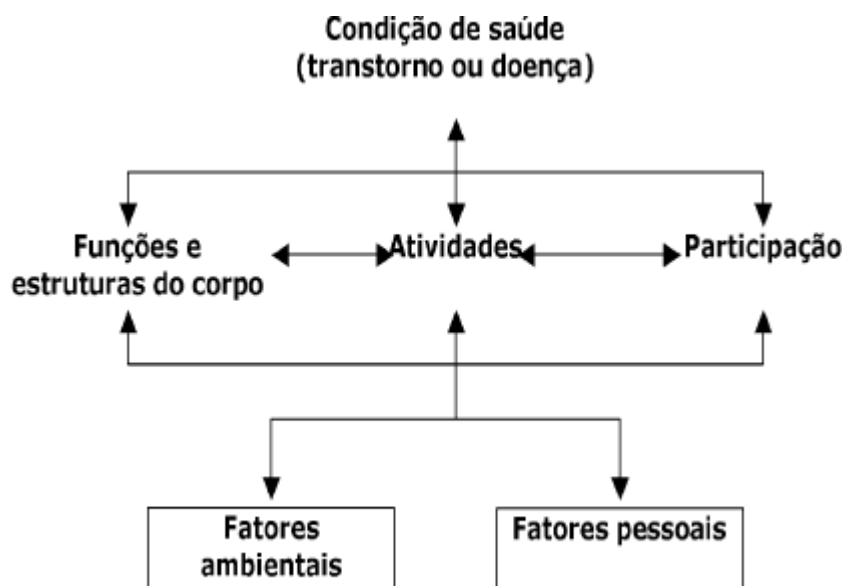 Condição de saúde
(transtorno ou doença)
Funções e
estruturas do corpo
Atividades
Participação
Fatores
ambientais
Fatores pessoais